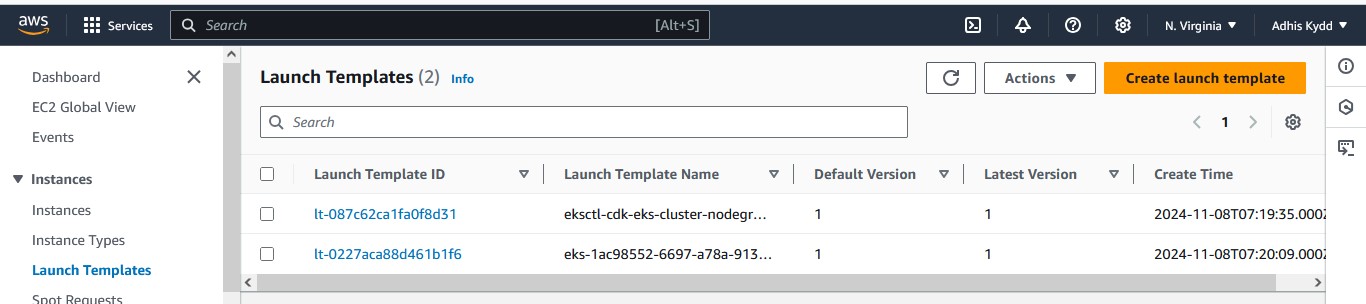 aws Services Search [Alt+S] N. Virginia Adhis Kydd
Dashboard
EC2 Global View
Events
Instances
Instances
Instance Types
Launch Templates
Spot Requests
Launch Templates (2) Info Actions Create launch template
Search 1
Launch Template ID Launch Template Name Default Version Latest Version Create Time
lt-087c62ca1fa0f8d31 eksctl-cdk-eks-cluster-nodegr... 1 1 2024-11-08T07:19:35.000Z
lt-0227aca88d461b1f6 eks-1ac98552-6697-a78a-913... 1 1 2024-11-08T07:20:09.000Z